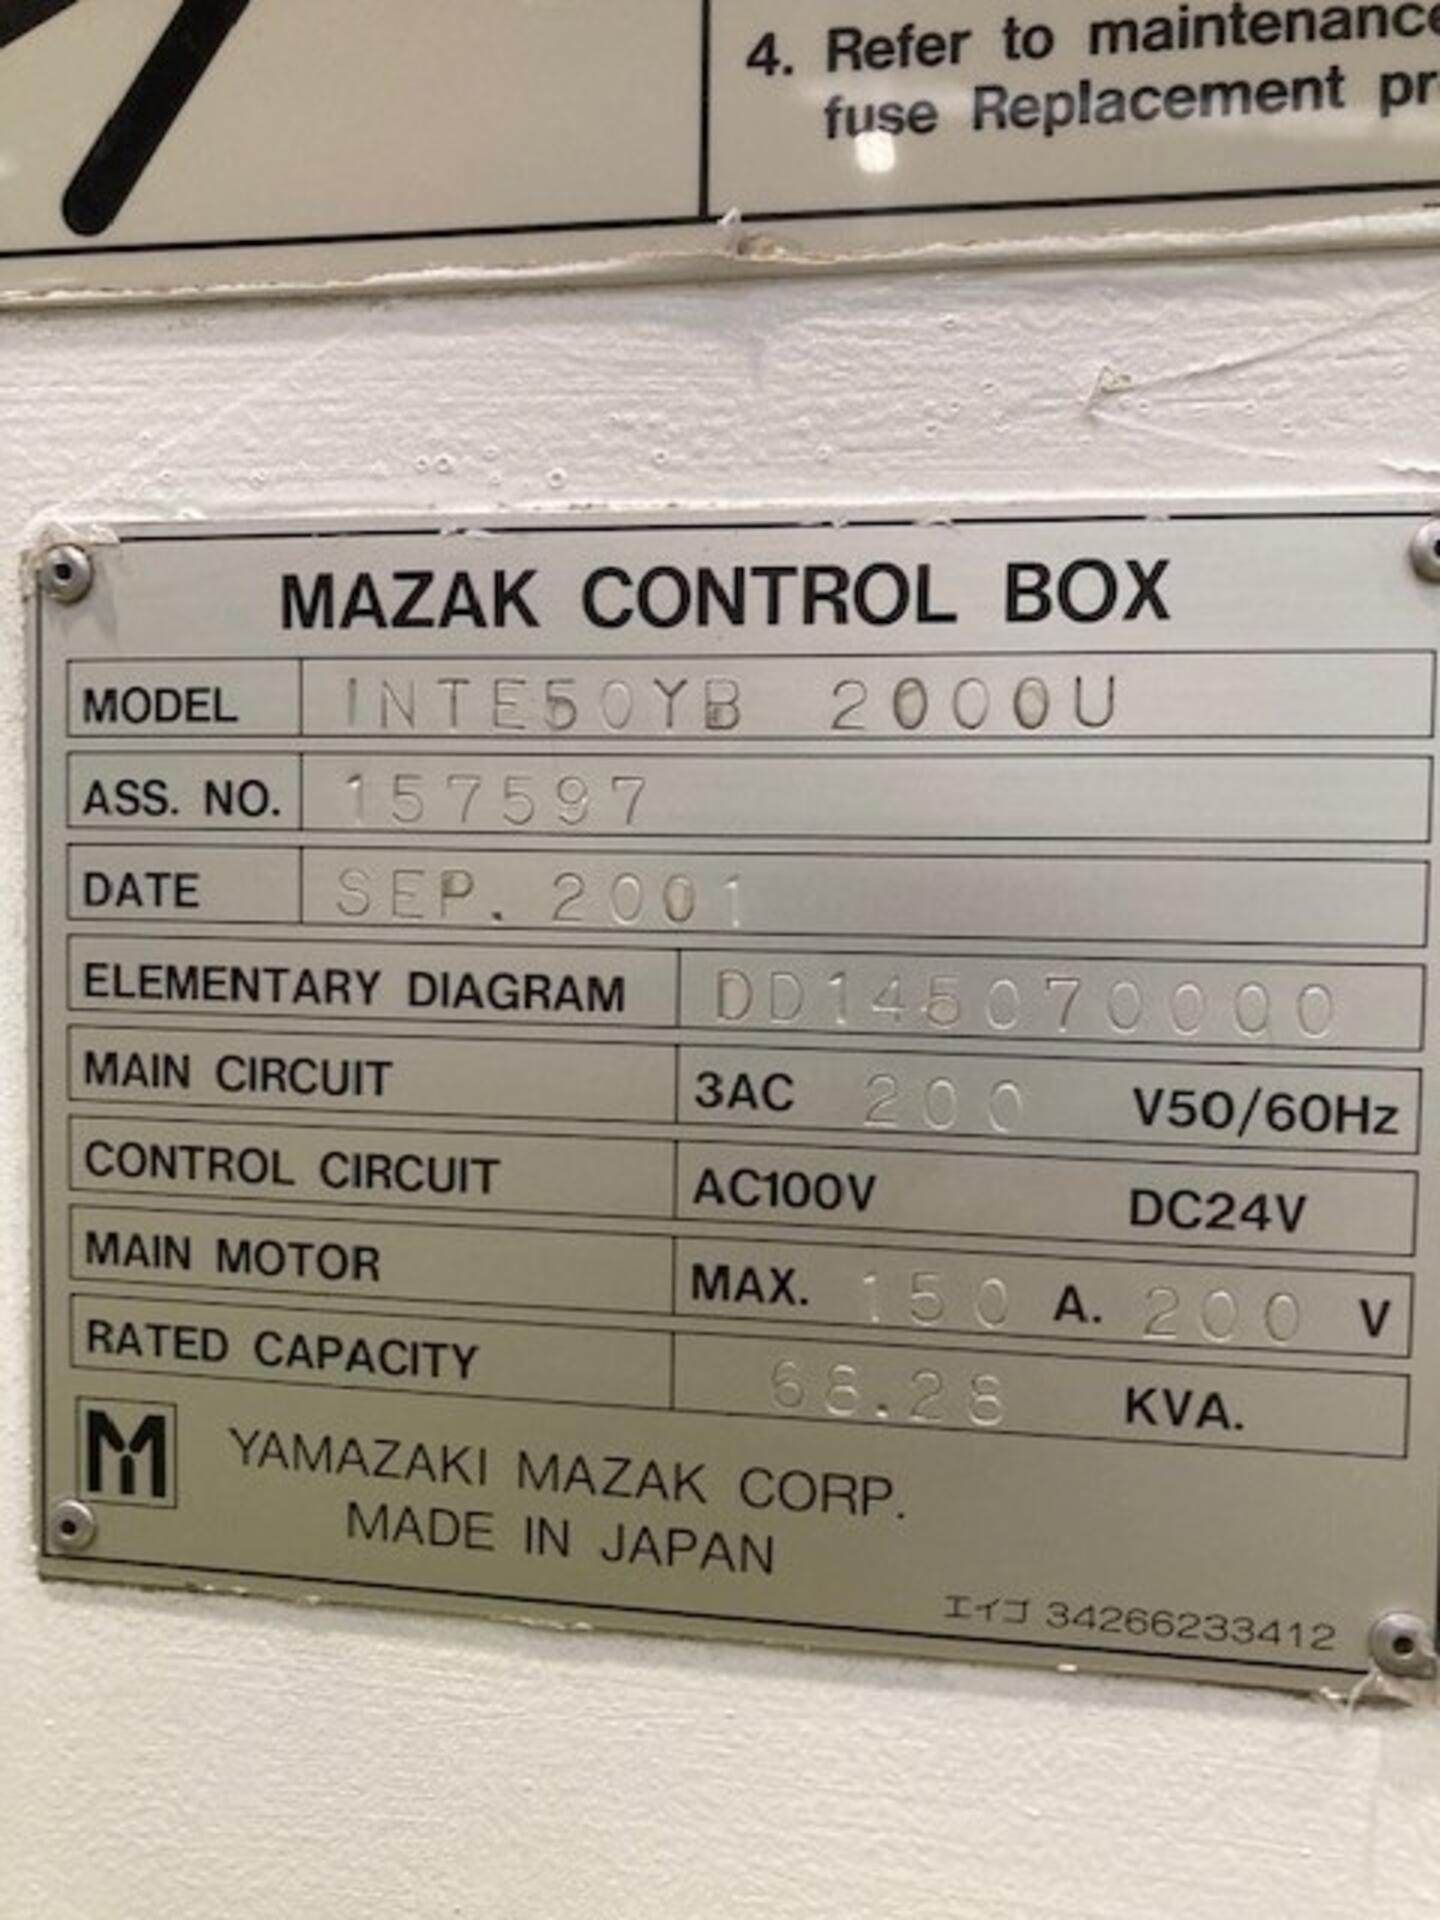 4. Refer to maintenance
fuse Replacement pr
MAZAK CONTROL BOX
MODEL INTE50YB 2000U
ASS. NO. 157597
DATE SEP. 2001
ELEMENTARY DIAGRAM DD145070000
MAIN CIRCUIT 3AC 200 V50/60Hz
CONTROL CIRCUIT AC100V DC24V
MAIN MOTOR MAX. 150 A. 200 V
RATED CAPACITY 68.28 KVA.
YAMAZAKI MAZAK CORP.
MADE IN JAPAN
エイゴ 34266233412